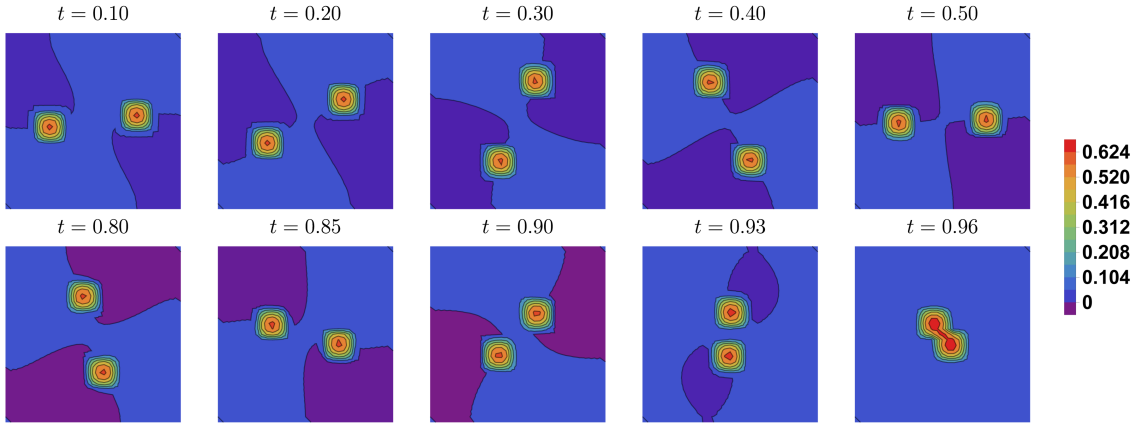 t = 0.10
t = 0.20
t = 0.30
t = 0.40
t = 0.50
t = 0.80
t = 0.85
t = 0.90
t = 0.93
t = 0.96
0.624
0.520
0.416
0.312
0.208
0.104
0